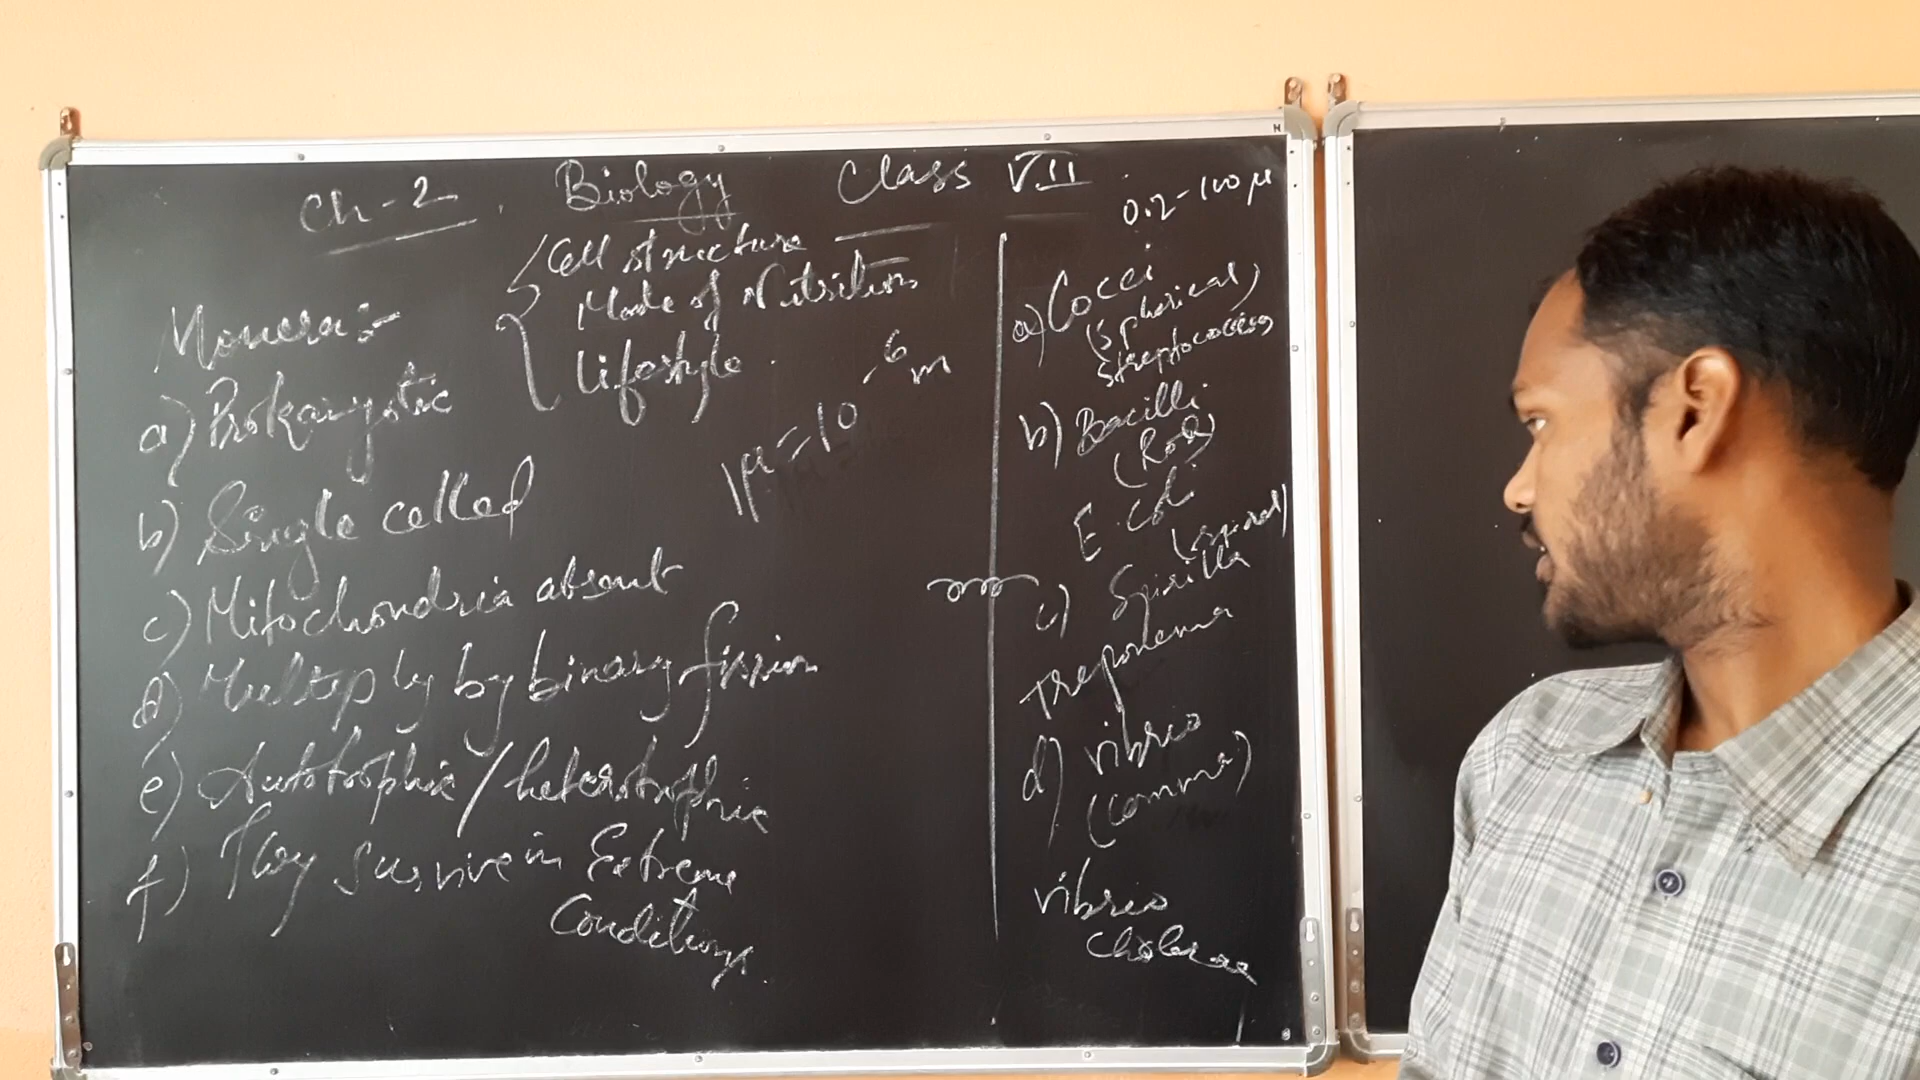 Ch-2 Biology Class VII
Cell structure
Mode of Nutrition
Lifestyle
Monera:-
a) Prokaryotic
b) Single celled
c) Mitochondria absent
d) Multiply by binary fission
e) Autotrophic/heterotrophic
f) They survive in Extreme
Conditions.
1μ=10⁻⁶m
0.2-100μ
a) Cocci
(spherical)
streptococcus
b) Bacilli
(Rod)
E. coli
(spiral)
c) Spirilla
Treponema
d) vibrio
(comma)
vibrio
cholerae